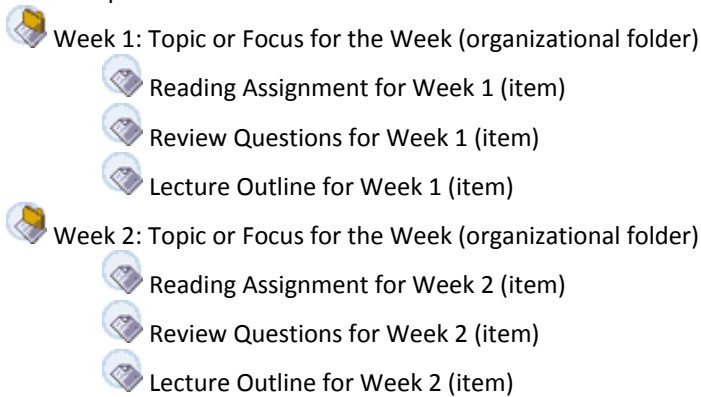 Week 1: Topic or Focus for the Week (organizational folder)
Reading Assignment for Week 1 (item)
Review Questions for Week 1 (item)
Lecture Outline for Week 1 (item)
Week 2: Topic or Focus for the Week (organizational folder)
Reading Assignment for Week 2 (item)
Review Questions for Week 2 (item)
Lecture Outline for Week 2 (item)